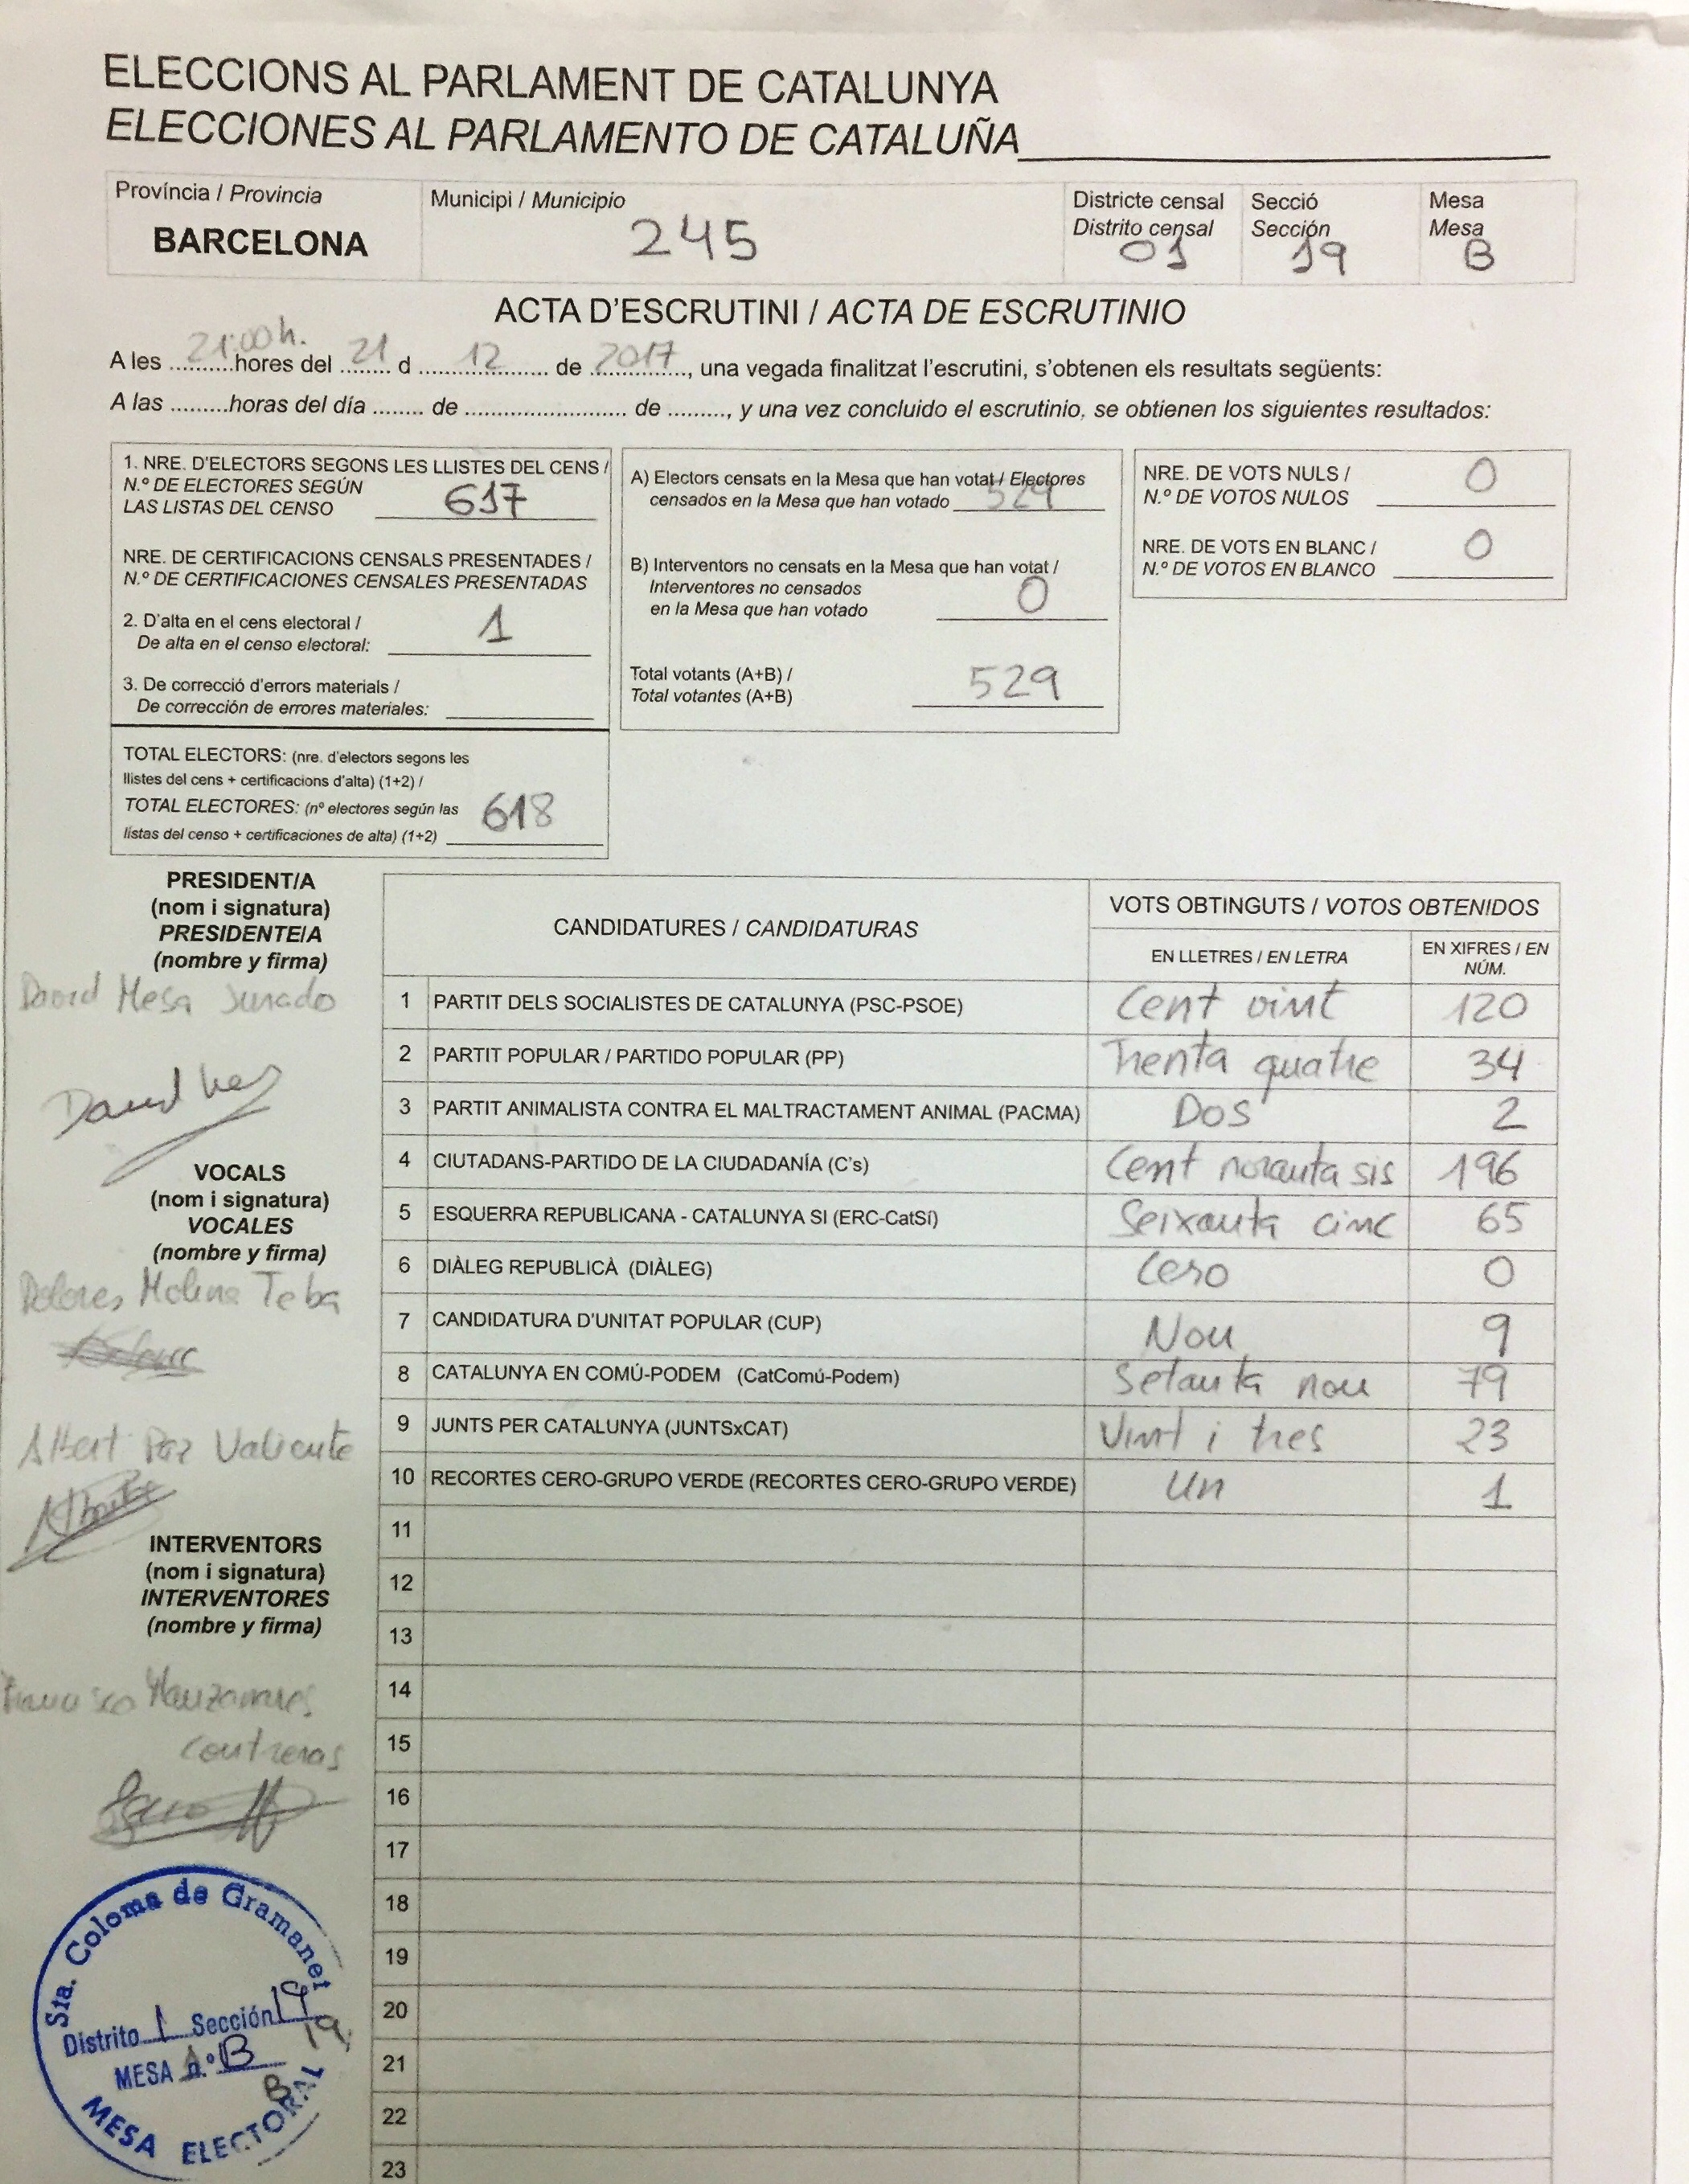 ELECCIONS AL PARLAMENT DE CATALUNYA
ELECCIONES AL PARLAMENTO DE CATALUÑA
Província / Provincia
BARCELONA
Municipi / Municipio
245
Districte censal
Distrito censal
01
Secció
Sección
19
Mesa
Mesa
B
ACTA D'ESCRUTINI / ACTA DE ESCRUTINIO
A les 21:00h. hores del 21 d 12 de 2017, una vegada finalitzat l'escrutini, s'obtenen els resultats següents:
A las .........horas del día ........ de .......................... de ........., y una vez concluido el escrutinio, se obtienen los siguientes resultados:
1. NRE. D'ELECTORS SEGONS LES LLISTES DEL CENS /
N.º DE ELECTORES SEGÚN
LAS LISTAS DEL CENSO 617
NRE. DE CERTIFICACIONS CENSALS PRESENTADES /
N.º DE CERTIFICACIONES CENSALES PRESENTADAS
2. D'alta en el cens electoral /
De alta en el censo electoral: 1
3. De correcció d'errors materials /
De corrección de errores materiales:
TOTAL ELECTORS: (nre. d'electors segons les
llistes del cens + certificacions d'alta) (1+2) /
TOTAL ELECTORES: (nº electores según las
listas del censo + certificaciones de alta) (1+2) 618
A) Electors censats en la Mesa que han votat / Electores
censados en la Mesa que han votado 529
B) Interventors no censats en la Mesa que han votat /
Interventores no censados
en la Mesa que han votado 0
Total votants (A+B) /
Total votantes (A+B) 529
NRE. DE VOTS NULS /
N.º DE VOTOS NULOS 0
NRE. DE VOTS EN BLANC /
N.º DE VOTOS EN BLANCO 0
PRESIDENT/A
(nom i signatura)
PRESIDENTE/A
(nombre y firma)
David Mesa Jurado
VOCALS
(nom i signatura)
VOCALES
(nombre y firma)
Dolores Molina Teba
Albert Paz Valiente
INTERVENTORS
(nom i signatura)
INTERVENTORES
(nombre y firma)
Francisco Manzanares
Contreras
Sta. Coloma de Gramanet
Distrito 1 Sección 19
19
MESA n.º B
B
MESA ELECTORAL
CANDIDATURES / CANDIDATURAS
VOTS OBTINGUTS / VOTOS OBTENIDOS
EN LLETRES / EN LETRA
EN XIFRES / EN
NÚM.
1 PARTIT DELS SOCIALISTES DE CATALUNYA (PSC-PSOE) Cent vint 120
2 PARTIT POPULAR / PARTIDO POPULAR (PP) Trenta quatre 34
3 PARTIT ANIMALISTA CONTRA EL MALTRACTAMENT ANIMAL (PACMA) Dos 2
4 CIUTADANS-PARTIDO DE LA CIUDADANÍA (C's) Cent noranta sis 196
5 ESQUERRA REPUBLICANA - CATALUNYA SI (ERC-CatSí) Seixanta cinc 65
6 DIÀLEG REPUBLICÀ (DIÀLEG) Cero 0
7 CANDIDATURA D'UNITAT POPULAR (CUP) Nou 9
8 CATALUNYA EN COMÚ-PODEM (CatComú-Podem) Setanta nou 79
9 JUNTS PER CATALUNYA (JUNTSxCAT) Vint i tres 23
10 RECORTES CERO-GRUPO VERDE (RECORTES CERO-GRUPO VERDE) Un 1
11
12
13
14
15
16
17
18
19
20
21
22
23